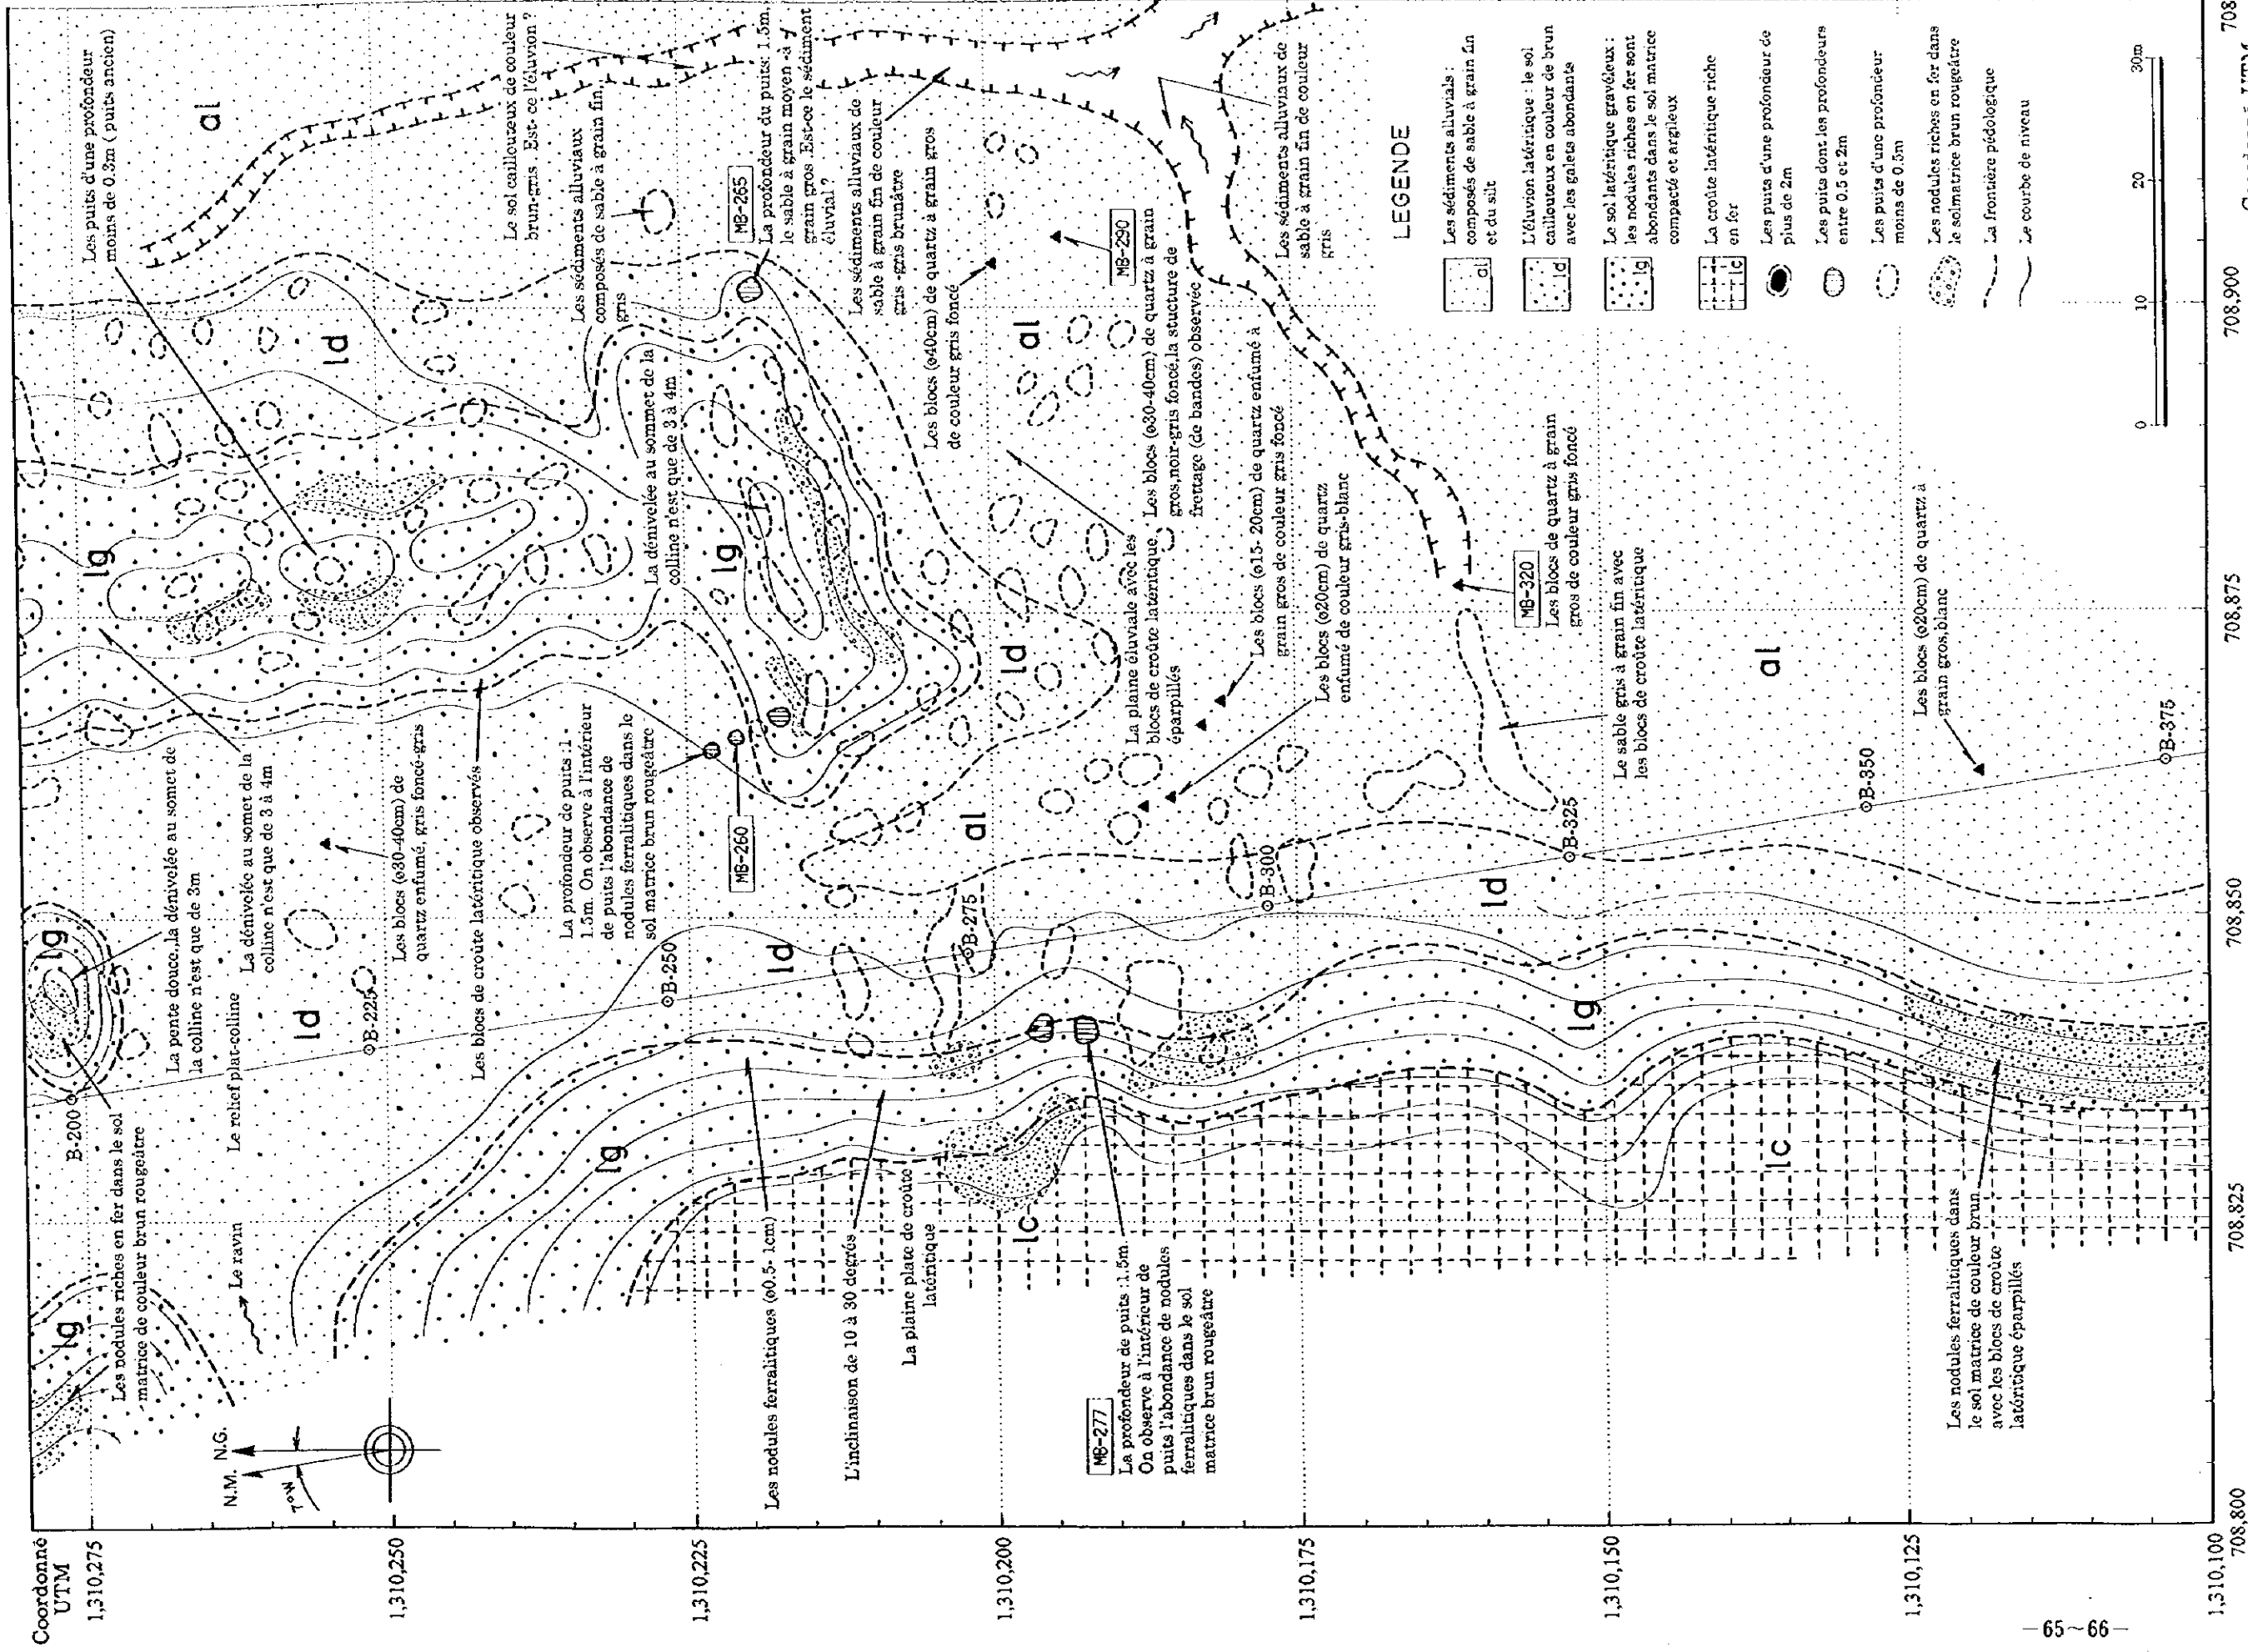 Coordonné
UTM
1,310,275
1,310,250
1,310,225
1,310,200
1,310,175
1,310,150
1,310,125
1,310,100
708,800
708,825
708,850
708,875
708,900
708
N.M.
N.G.
7°W
Les puits d'une profondeur
moins de 0.3m ( puits ancien)
al
Le sol caillouteux de couleur
brun-gris . Est-ce l'éluvion ?
Les sédiments alluviaux
composés de sable à grain fin,
gris
MB-265
La profondeur du puits: 1.5m,
le sable à grain moyen -à
grain gros Est-ce le sédiment
éluvial ?
Les sédiments alluviaux de
sable à grain fin de couleur
gris -gris brunâtre
Les blocs (ø40cm) de quartz à grain gros
de couleur gris foncé
MB-290
Les blocs (ø30-40cm) de quartz à grain
gros,noir-gris foncé,la stucture de
frettage (de bandes) observée
Les sédiments alluviaux de
sable à grain fin de couleur
gris
ld
lg
La dénivelée au sommet de la
colline n'est que de 3 à 4m
lg
al
ld
La plaine éluviale avec les
blocs de croûte latéritique
éparpillés
Les blocs (ø15- 20cm) de quartz enfumé à
grain gros de couleur gris foncé
Les blocs (ø20cm) de quartz
enfumé de couleur gris-blanc
MB-320
Les blocs de quartz à grain
gros de couleur gris foncé
Le sable gris à grain fin avec
les blocs de croûte latéritique
al
Les blocs (ø20cm) de quartz à
grain gros,blanc
lg
La pente douce,la dénivelée au somet de
la colline n'est que de 3m
La dénivelée au somet de la
colline n'est que de 3 à 4m
Les blocs (ø30-40cm) de
quartz enfumé, gris foncé-gris
Les blocs de croute latéritique observés
La profondeur de puits :1 -
1.5m. On observe à l'intérieur
de puits l'abondance de
nodules ferralitiques dans le
sol matrice brun rougeâtre
MB-260
B-200
B-225
B-250
B-275
B-300
B-325
B-350
B-375
ld
ld
al
ld
lg
Les nodules riches en fer dans le sol
matrice de couleur brun rougeâtre
Le relief plat-colline
Le ravin
lg
lg
lc
lc
Les nodules ferralitiques (ø0.5- 1cm)
L'inclinaison de 10 à 30 degrés
La plaine plate de croûte
latéritique
MB-277
La profondeur de puits :1.5m
On observe à l'intérieur de
puits l'abondance de nodules
ferralitiques dans le sol
matrice brun rougeâtre
Les nodules ferralitiques dans
le sol matrice de couleur brun
avec les blocs de croûte
latéritique éparpillés
LEGENDE
al
Les sédiments alluvials :
composés de sable à grain fin
et du silt
ld
L'éluvion latéritique : le sol
caillouteux en couleur de brun
avec les galets abondants
lg
Le sol latéritique gravéleux :
les nodules riches en fer sont
abondants dans le sol matrice
compacté et argileux
lc
La croûte latéritique riche
en fer
Les puits d'une profondeur de
plus de 2m
Les puits dont les profondeurs
entre 0.5 et 2m
Les puits d'une profondeur
moins de 0.5m
Les nodules riches en fer dans
le solmatrice brun rougeâtre
La frontière pédologique
Le courbe de niveau
0
10
20
30m
—65~66—